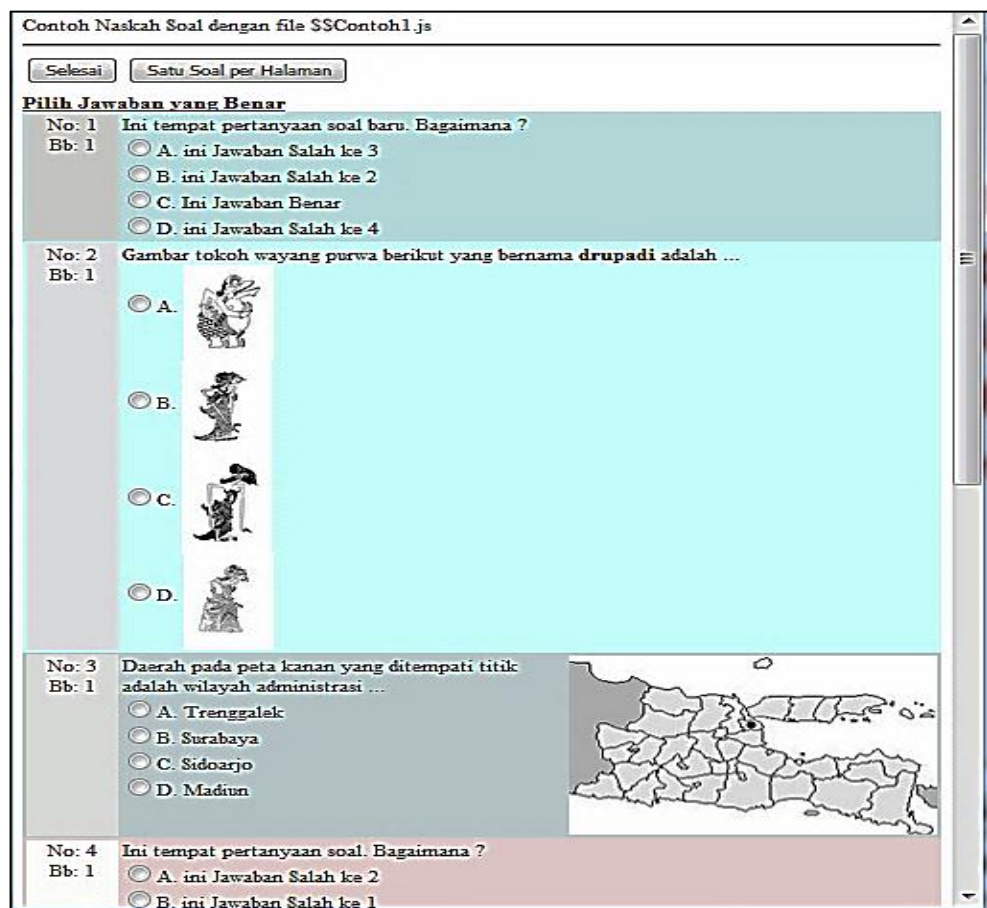 Contoh Naskah Soal dengan file SSContoh1.js
Selesai Satu Soal per Halaman
Pilih Jawaban yang Benar
No: 1 Ini tempat pertanyaan soal baru. Bagaimana ?
Bb: 1 A. ini Jawaban Salah ke 3
B. ini Jawaban Salah ke 2
C. Ini Jawaban Benar
D. ini Jawaban Salah ke 4
No: 2 Gambar tokoh wayang purwa berikut yang bernama drupadi adalah ...
Bb: 1
A.
B.
C.
D.
No: 3 Daerah pada peta kanan yang ditempati titik
Bb: 1 adalah wilayah administrasi ...
A. Trenggalek
B. Surabaya
C. Sidoarjo
D. Madiun
No: 4 Ini tempat pertanyaan soal. Bagaimana ?
Bb: 1 A. ini Jawaban Salah ke 2
B. ini Jawaban Salah ke 1